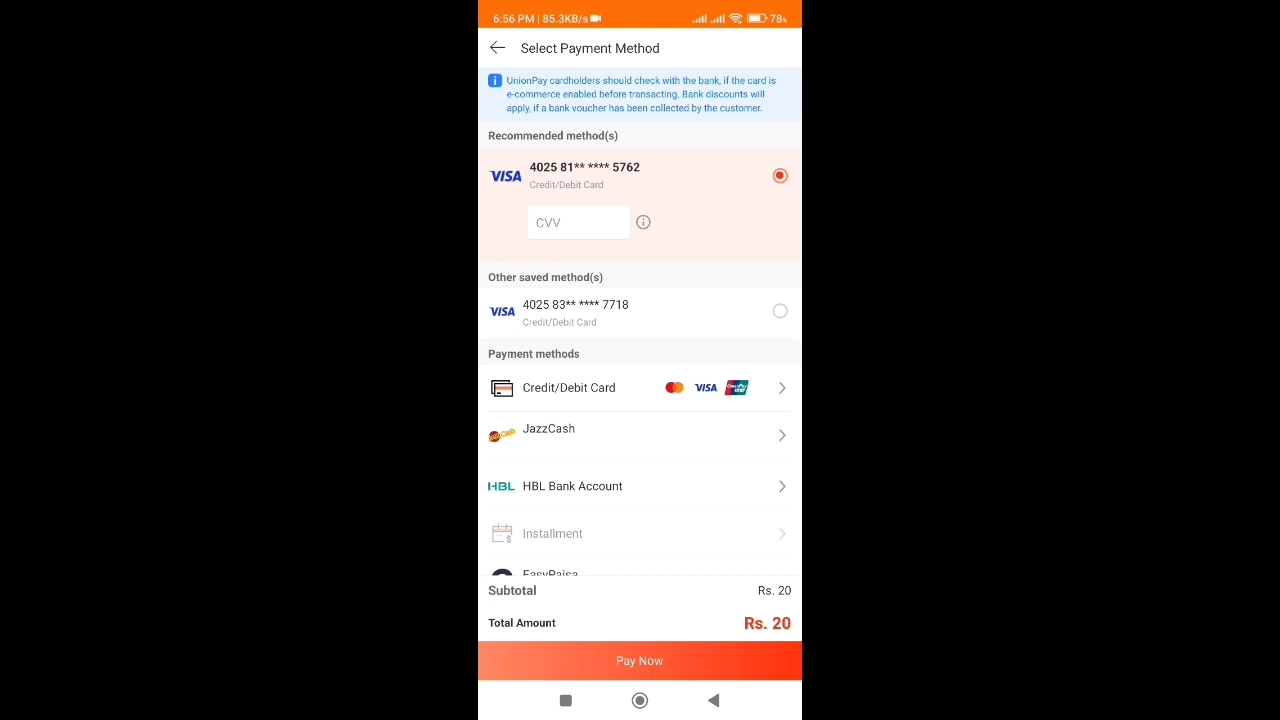 6:56 PM | 85.3KB/s
78%
Select Payment Method
UnionPay cardholders should check with the bank, if the card is
e-commerce enabled before transacting. Bank discounts will
apply, if a bank voucher has been collected by the customer.
Recommended method(s)
VISA
4025 81** **** 5762
Credit/Debit Card
CVV
Other saved method(s)
VISA
4025 83** **** 7718
Credit/Debit Card
Payment methods
Credit/Debit Card
VISA
UnionPay
JazzCash
HBL
HBL Bank Account
Installment
EasyPaisa
Subtotal
Rs. 20
Total Amount
Rs. 20
Pay Now